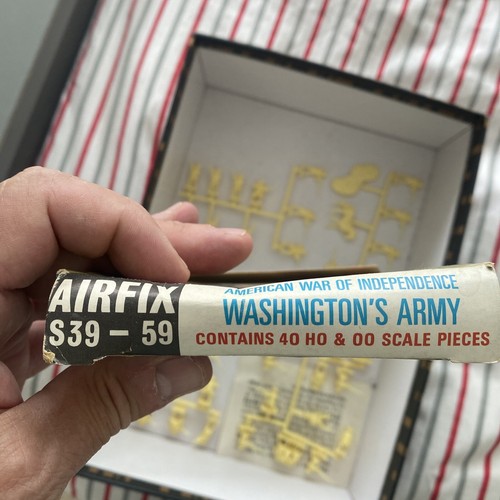 AIRFIX
S39 – 59
AMERICAN WAR OF INDEPENDENCE
WASHINGTON'S ARMY
CONTAINS 40 HO & OO SCALE PIECES